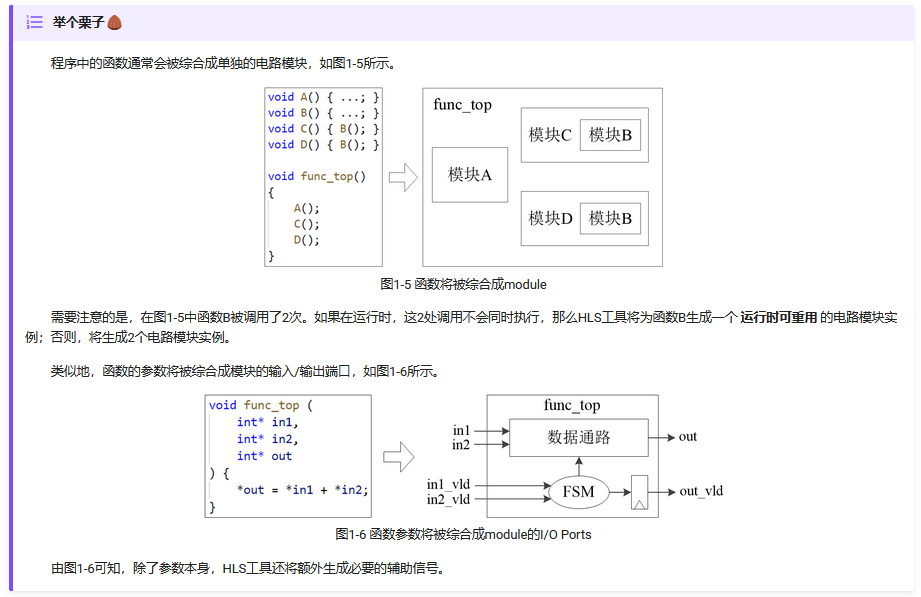 举个栗子🌰
程序中的函数通常会被综合成单独的电路模块，如图1-5所示。
void A() { ...; }
void B() { ...; }
void C() { B(); }
void D() { B(); }
void func_top()
{
A();
C();
D();
}
func_top
模块A
模块C
模块B
模块D
模块B
图1-5 函数将被综合成module
需要注意的是，在图1-5中函数B被调用了2次。如果在运行时，这2处调用不会同时执行，那么HLS工具将为函数B生成一个 运行时可重用 的电路模块实
例；否则，将生成2个电路模块实例。
类似地，函数的参数将被综合成模块的输入/输出端口，如图1-6所示。
void func_top (
int* in1,
int* in2,
int* out
) {
*out = *in1 + *in2;
}
func_top
in1
in2
数据通路
out
in1_vld
in2_vld
FSM
out_vld
图1-6 函数参数将被综合成module的I/O Ports
由图1-6可知，除了参数本身，HLS工具还将额外生成必要的辅助信号。